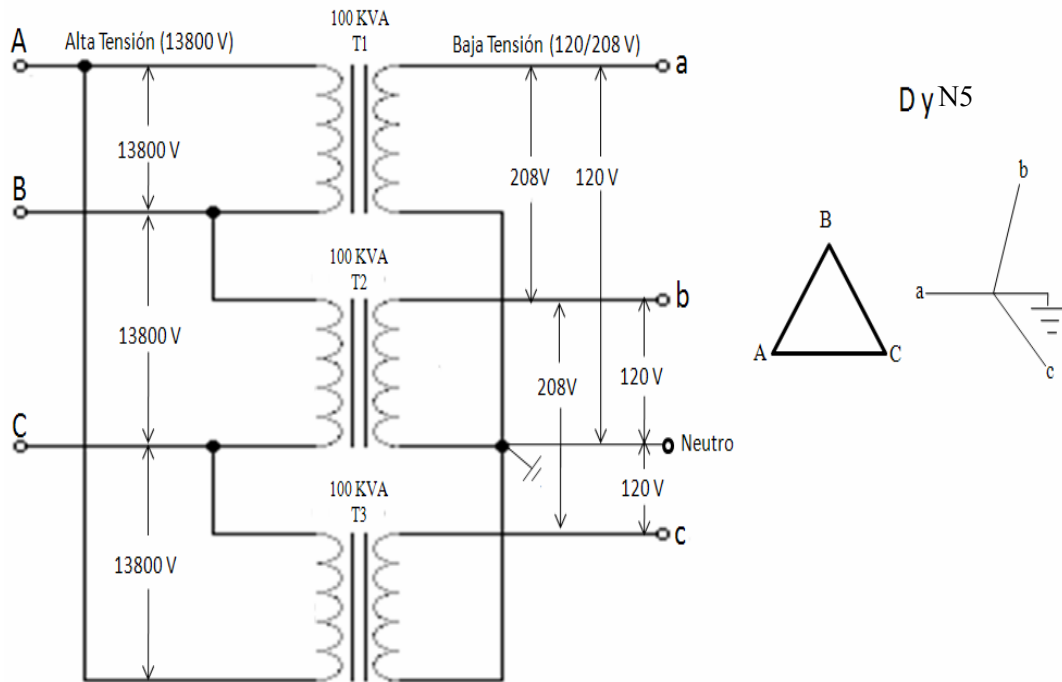 100 KVA
T1
A
Alta Tensión (13800 V)
Baja Tensión (120/208 V)
a
D y N5
13800 V
208V
120 V
b
B
B
100 KVA
T2
b
a
13800 V
208V
120 V
A
C
c
C
Neutro
100 KVA
T3
120 V
c
13800 V